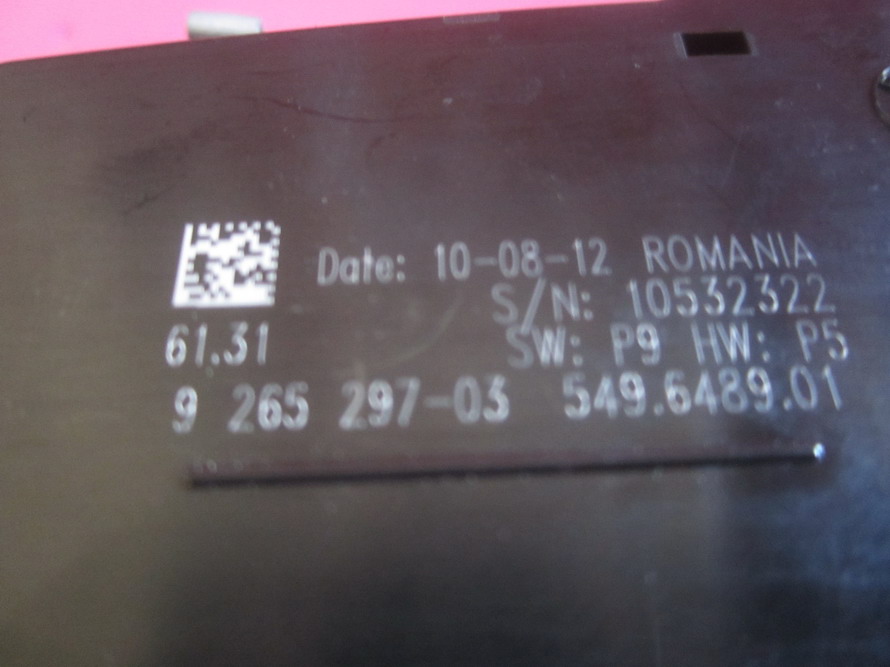 Date: 10-08-12 ROMANIA
S/N: 10532322
61.31 SW: P9 HW: P5
9 265 297-03 549.6489.01